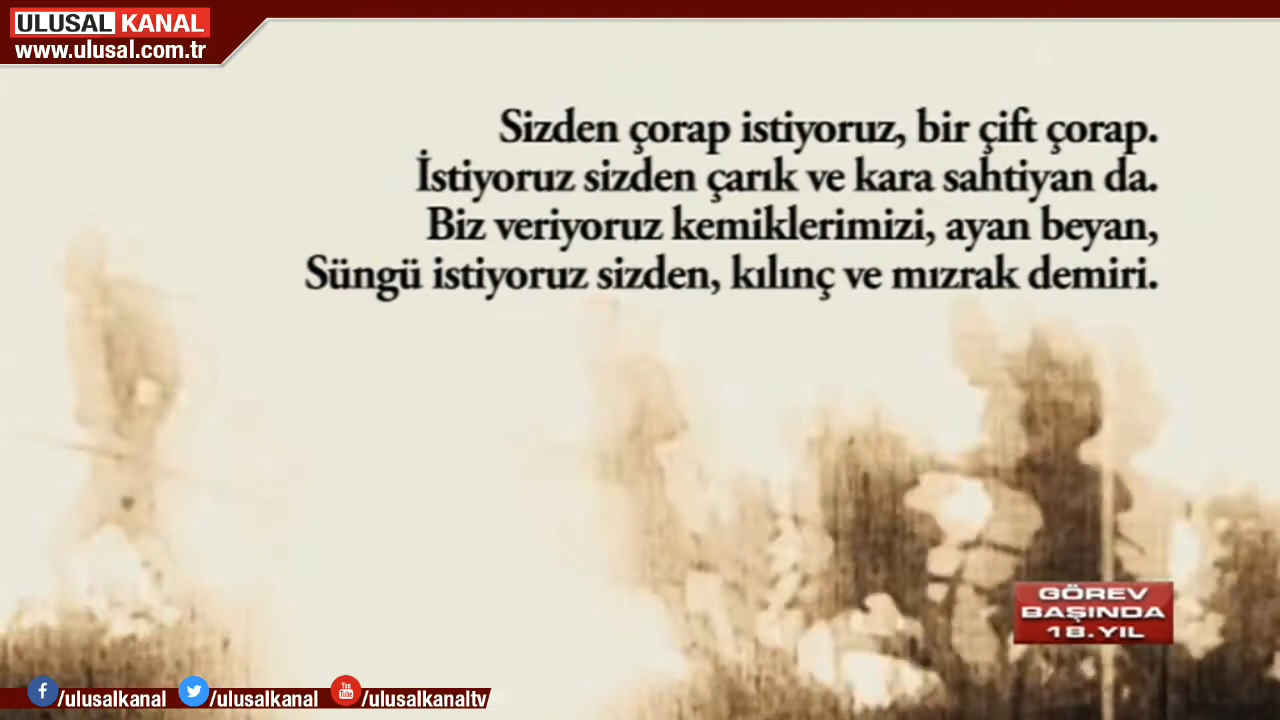 ULUSAL KANAL
www.ulusal.com.tr
Sizden çorap istiyoruz, bir çift çorap.
İstiyoruz sizden çarık ve kara sahtiyan da.
Biz veriyoruz kemiklerimizi, ayan beyan,
Süngü istiyoruz sizden, kılınç ve mızrak demiri.
GÖREV
BAŞINDA
18.YIL
/ulusalkanal /ulusalkanal You Tube /ulusalkanaltv